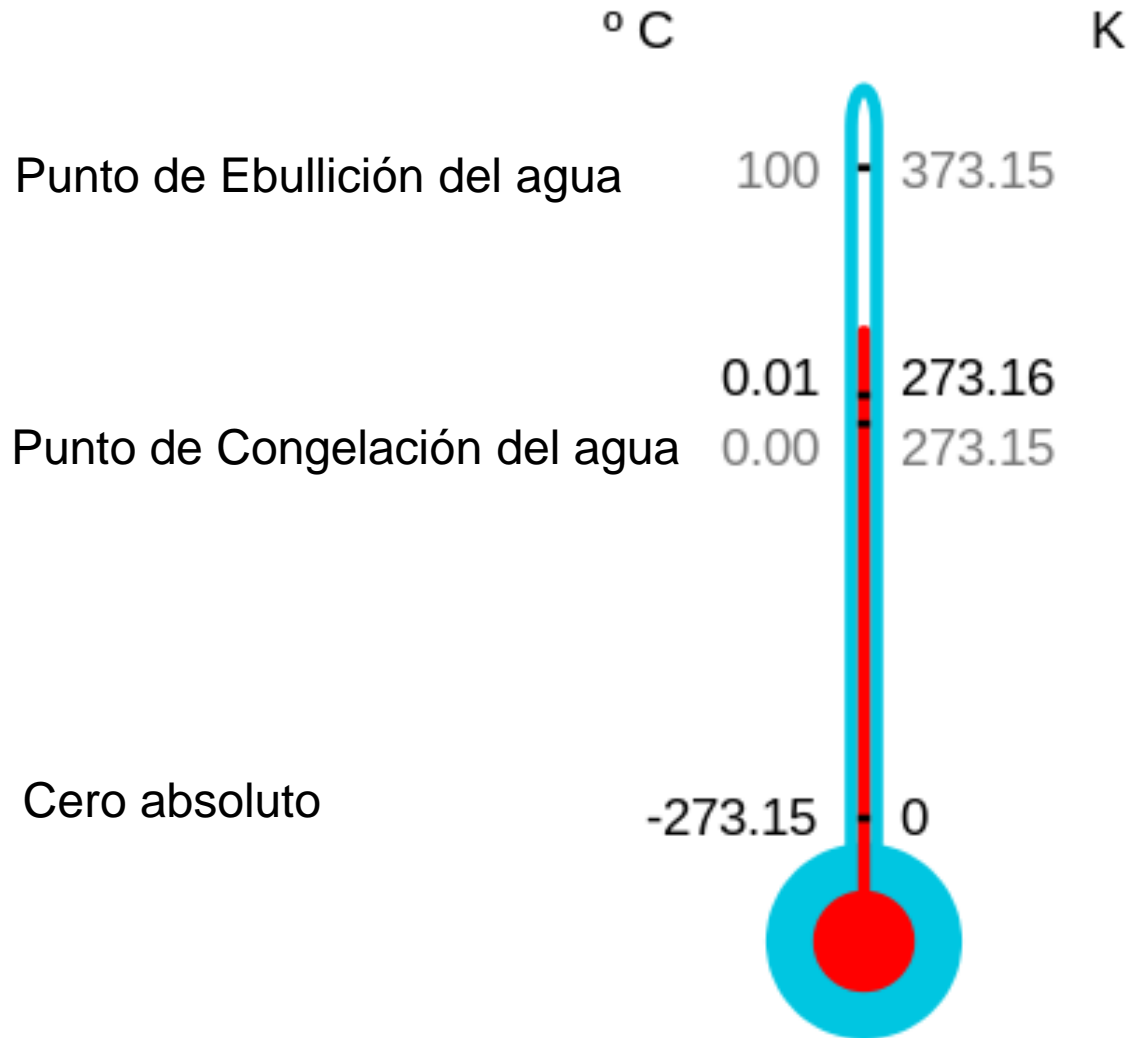 º C K
Punto de Ebullición del agua 100 373.15
0.01 273.16
Punto de Congelación del agua 0.00 273.15
Cero absoluto -273.15 0